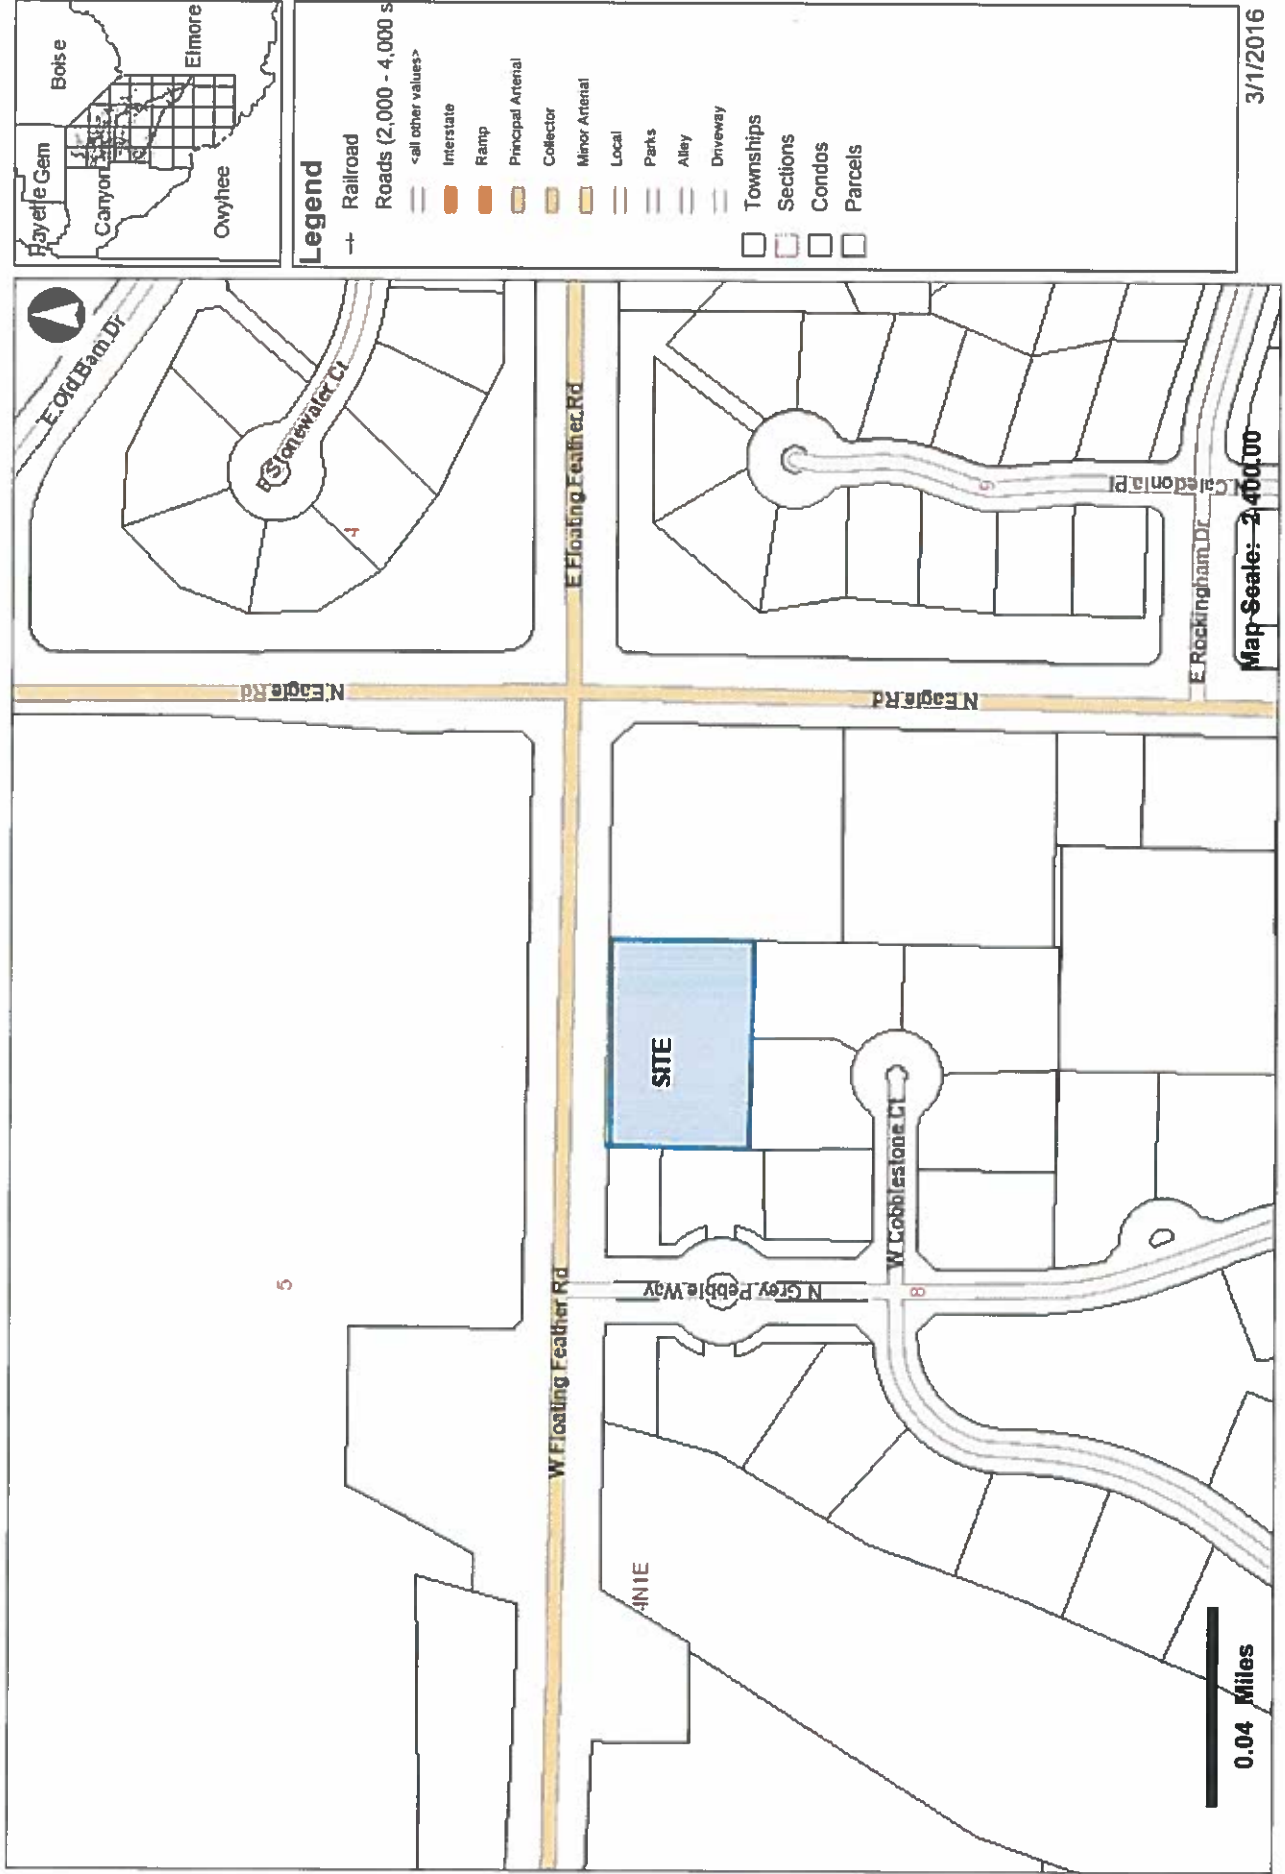 Payette
Gem
Boise
Canyon
Elmore
Owyhee
Legend
Railroad
Roads (2,000 - 4,000 s
<all other values>
Interstate
Ramp
Principal Arterial
Collector
Minor Arterial
Local
Parks
Alley
Driveway
Townships
Sections
Condos
Parcels
3/1/2016
E Old Barn Dr
E Stonewater Ct
4
E Floating Feather Rd
N Eagle Rd
N Eagle Rd
9
N Caledonia Pl
E Rockingham Dr
Map Scale: 2,400.00
5
SITE
W Floating Feather Rd
N Grey Pebble Way
W Cobblestone Ct
8
4N1E
0.04 Miles